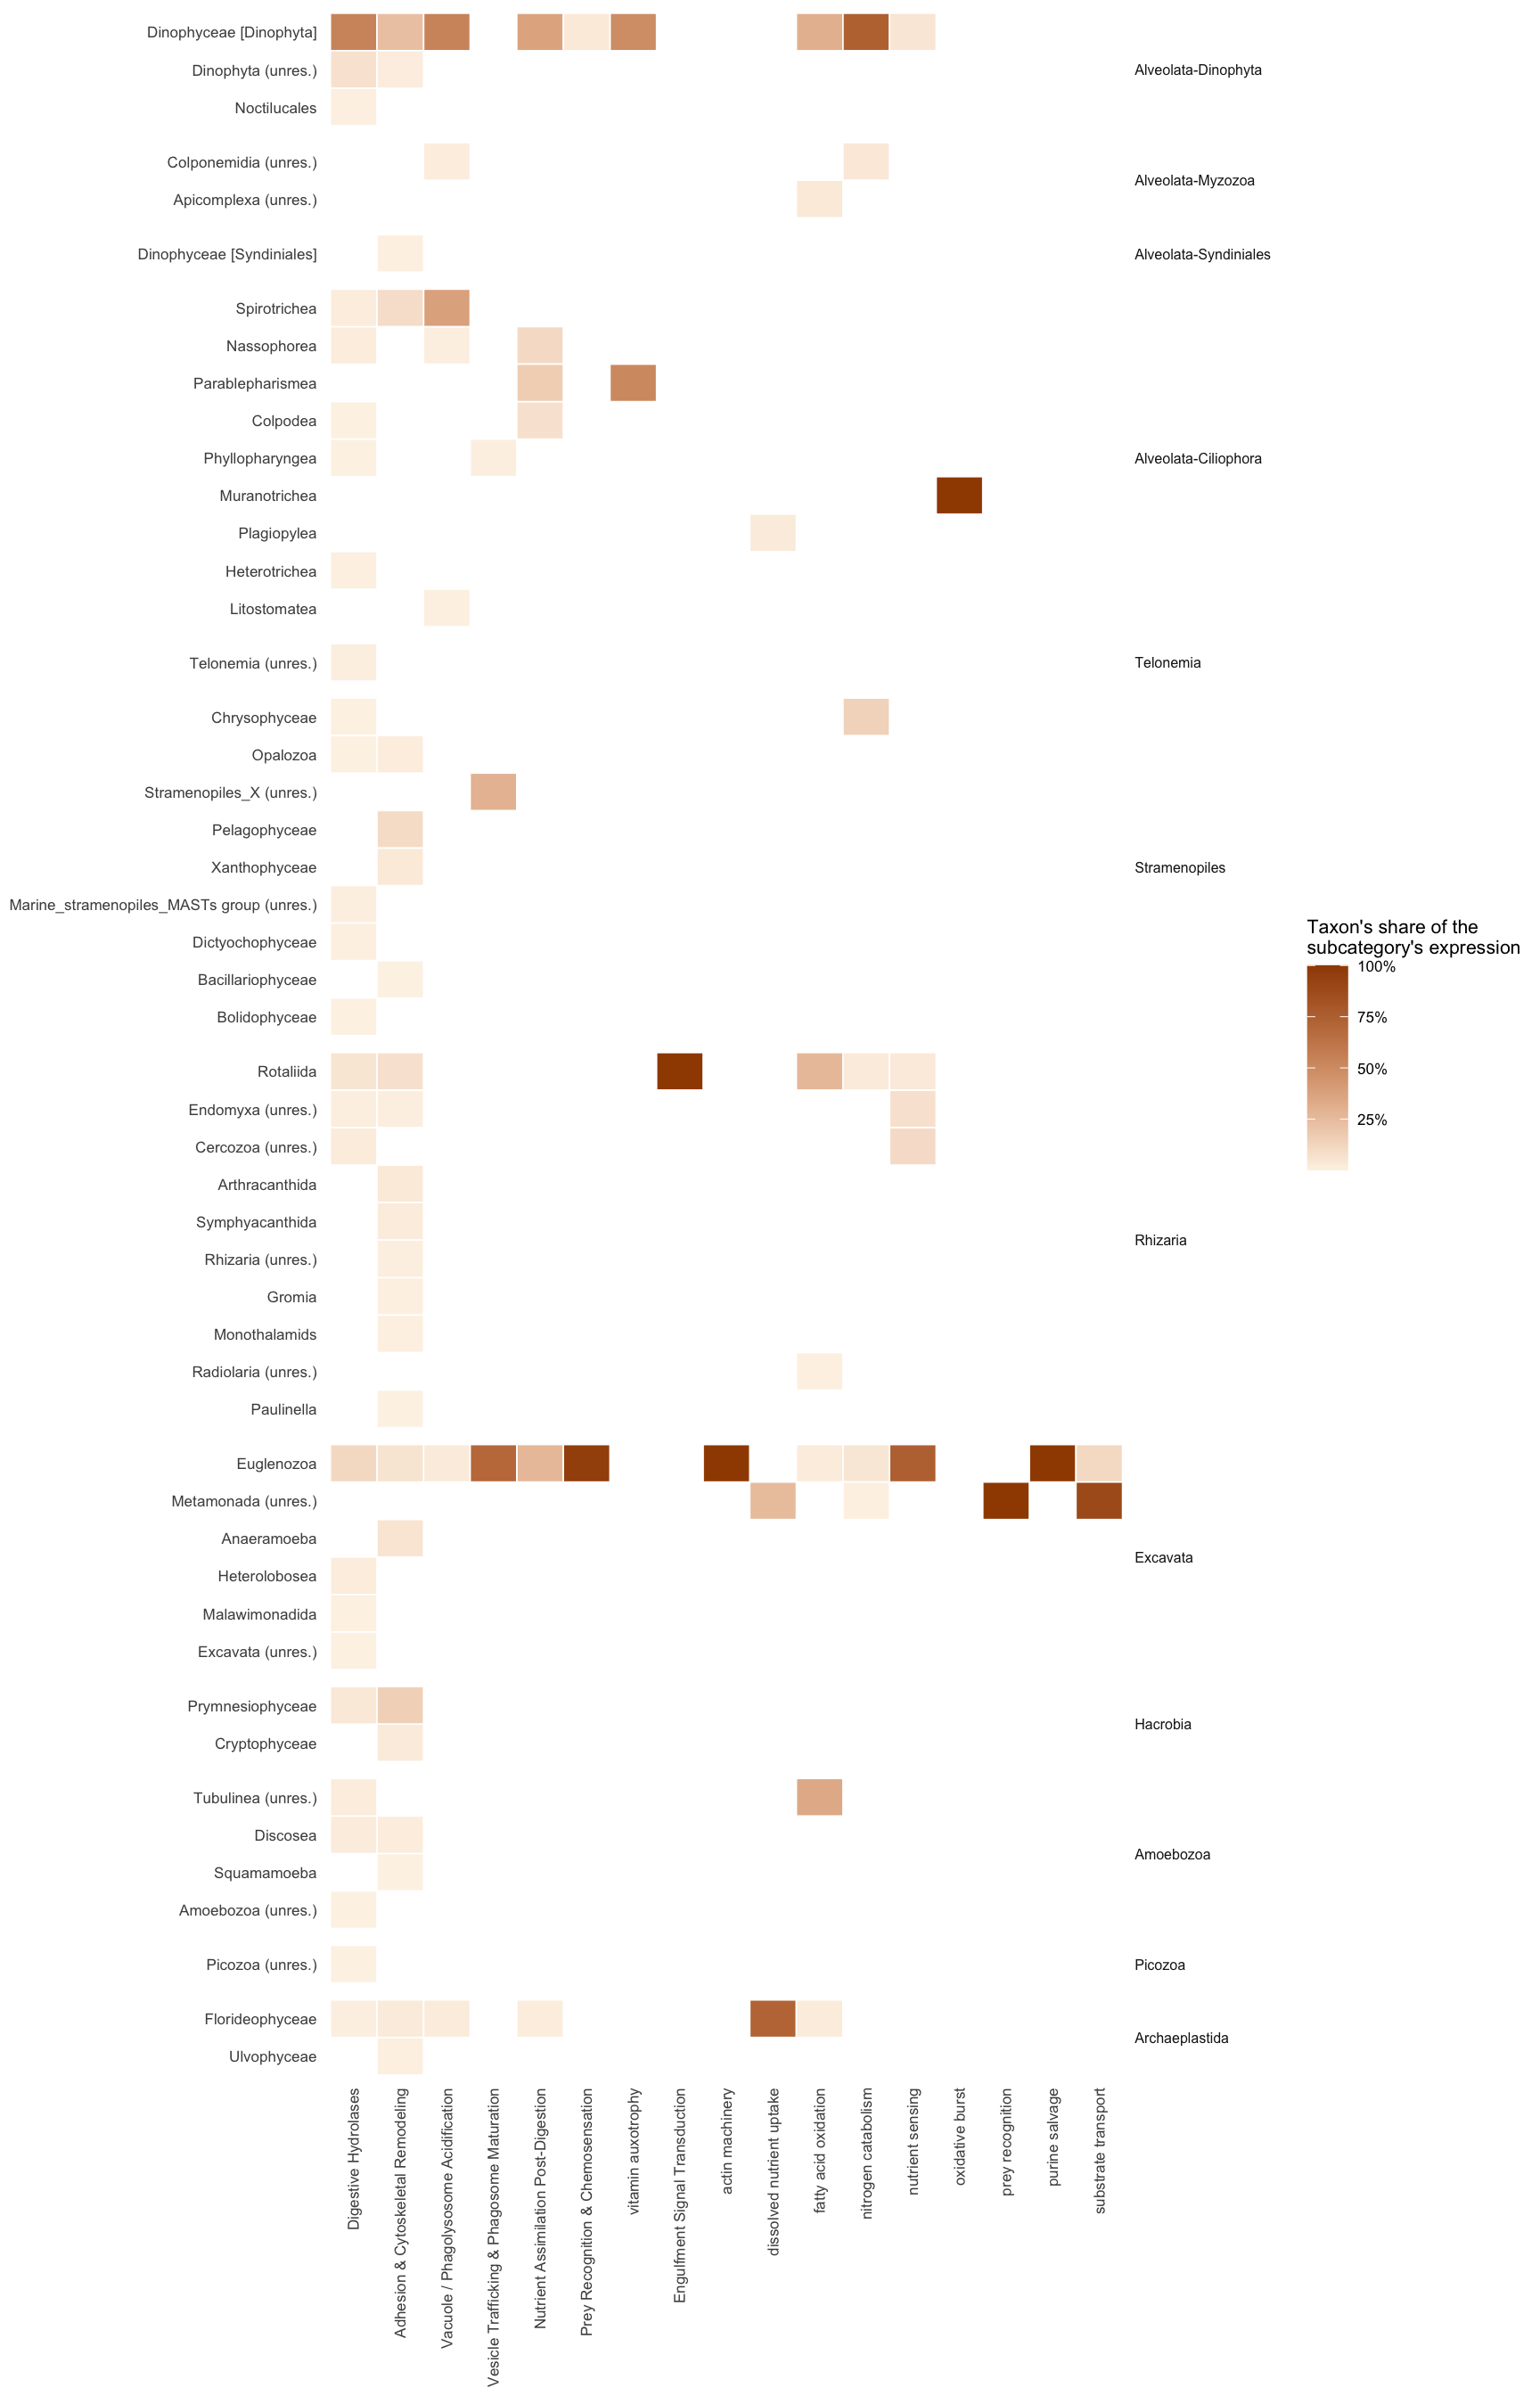 Dinophyceae [Dinophyta]
Dinophyta (unres.)
Noctilucales
Alveolata-Dinophyta
Colponemidia (unres.)
Apicomplexa (unres.)
Alveolata-Myzozoa
Dinophyceae [Syndiniales]
Alveolata-Syndiniales
Spirotrichea
Nassophorea
Parablepharismea
Colpodea
Phyllopharyngea
Muranotrichea
Plagiopylea
Heterotrichea
Litostomatea
Alveolata-Ciliophora
Telonemia (unres.)
Telonemia
Chrysophyceae
Opalozoa
Stramenopiles_X (unres.)
Pelagophyceae
Xanthophyceae
Marine_stramenopiles_MASTs group (unres.)
Dictyochophyceae
Bacillariophyceae
Bolidophyceae
Stramenopiles
Rotaliida
Endomyxa (unres.)
Cercozoa (unres.)
Arthracanthida
Symphyacanthida
Rhizaria (unres.)
Gromia
Monothalamids
Radiolaria (unres.)
Paulinella
Rhizaria
Euglenozoa
Metamonada (unres.)
Anaeramoeba
Heterolobosea
Malawimonadida
Excavata (unres.)
Excavata
Prymnesiophyceae
Cryptophyceae
Hacrobia
Tubulinea (unres.)
Discosea
Squamamoeba
Amoebozoa (unres.)
Amoebozoa
Picozoa (unres.)
Picozoa
Florideophyceae
Ulvophyceae
Archaeplastida
Digestive Hydrolases
Adhesion & Cytoskeletal Remodeling
Vacuole / Phagolysosome Acidification
Vesicle Trafficking & Phagosome Maturation
Nutrient Assimilation Post-Digestion
Prey Recognition & Chemosensation
vitamin auxotrophy
Engulfment Signal Transduction
actin machinery
dissolved nutrient uptake
fatty acid oxidation
nitrogen catabolism
nutrient sensing
oxidative burst
prey recognition
purine salvage
substrate transport
Taxon's share of the
subcategory's expression
100%
75%
50%
25%